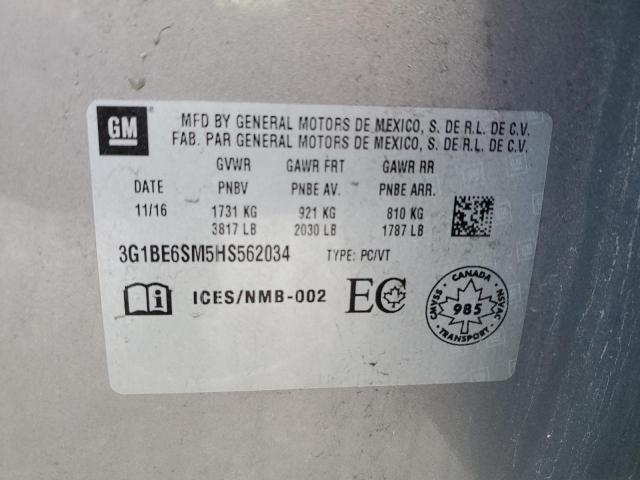 GM
MFD BY GENERAL MOTORS DE MEXICO, S. DE R.L. DE C.V.
FAB. PAR GENERAL MOTORS DE MEXICO, S. DE R.L. DE C.V.
GVWR GAWR FRT GAWR RR
DATE PNBV PNBE AV. PNBE ARR.
11/16 1731 KG 921 KG 810 KG
3817 LB 2030 LB 1787 LB
3G1BE6SM5HS562034 TYPE: PC/VT
i ICES/NMB-002 EC
CANADA
CMVSS 985 NSVAC
TRANSPORT